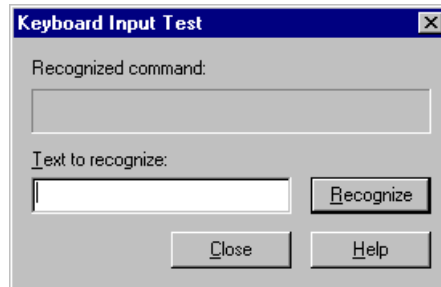 Keyboard Input Test
Recognized command:
Text to recognize:
Recognize
Close Help